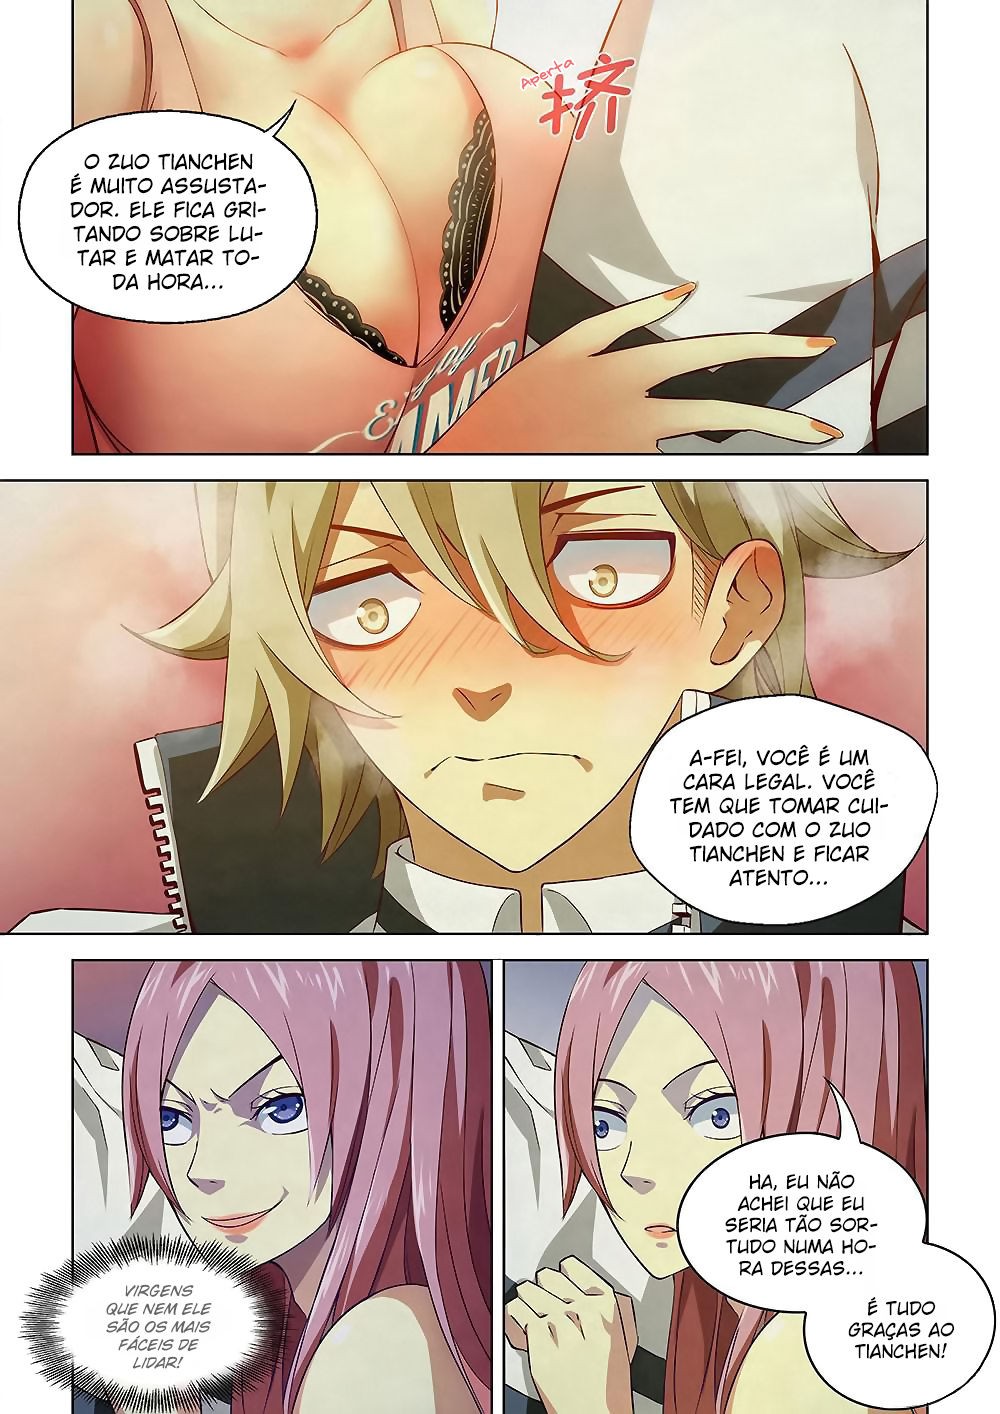 Aperta
挤
O ZUO TIANCHEN
É MUITO ASSUSTA-
DOR. ELE FICA GRI-
TANDO SOBRE LU-
TAR E MATAR TO-
DA HORA...
Enjoy
A-FEI, VOCÊ É UM
CARA LEGAL. VOCÊ
TEM QUE TOMAR CUI-
DADO COM O ZUO
TIANCHEN E FICAR
ATENTO...
VIRGENS
QUE NEM ELE
SÃO OS MAIS
FÁCEIS DE
LIDAR!
HA, EU NÃO
ACHEI QUE EU
SERIA TÃO SOR-
TUDO NUMA HO-
RA DESSAS...
É TUDO
GRAÇAS AO
TIANCHEN!